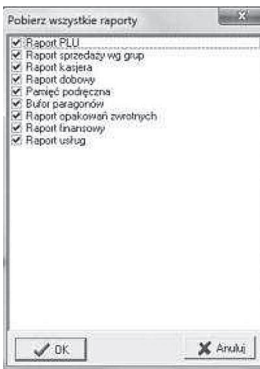 Pobierz wszystkie raporty
Raport PLU
Raport sprzedaży wg grup
Raport kasjera
Raport dobowy
Pamięć podręczna
Bufor paragonów
Raport opakowań zwrotnych
Raport finansowy
Raport usług
OK
Anuluj